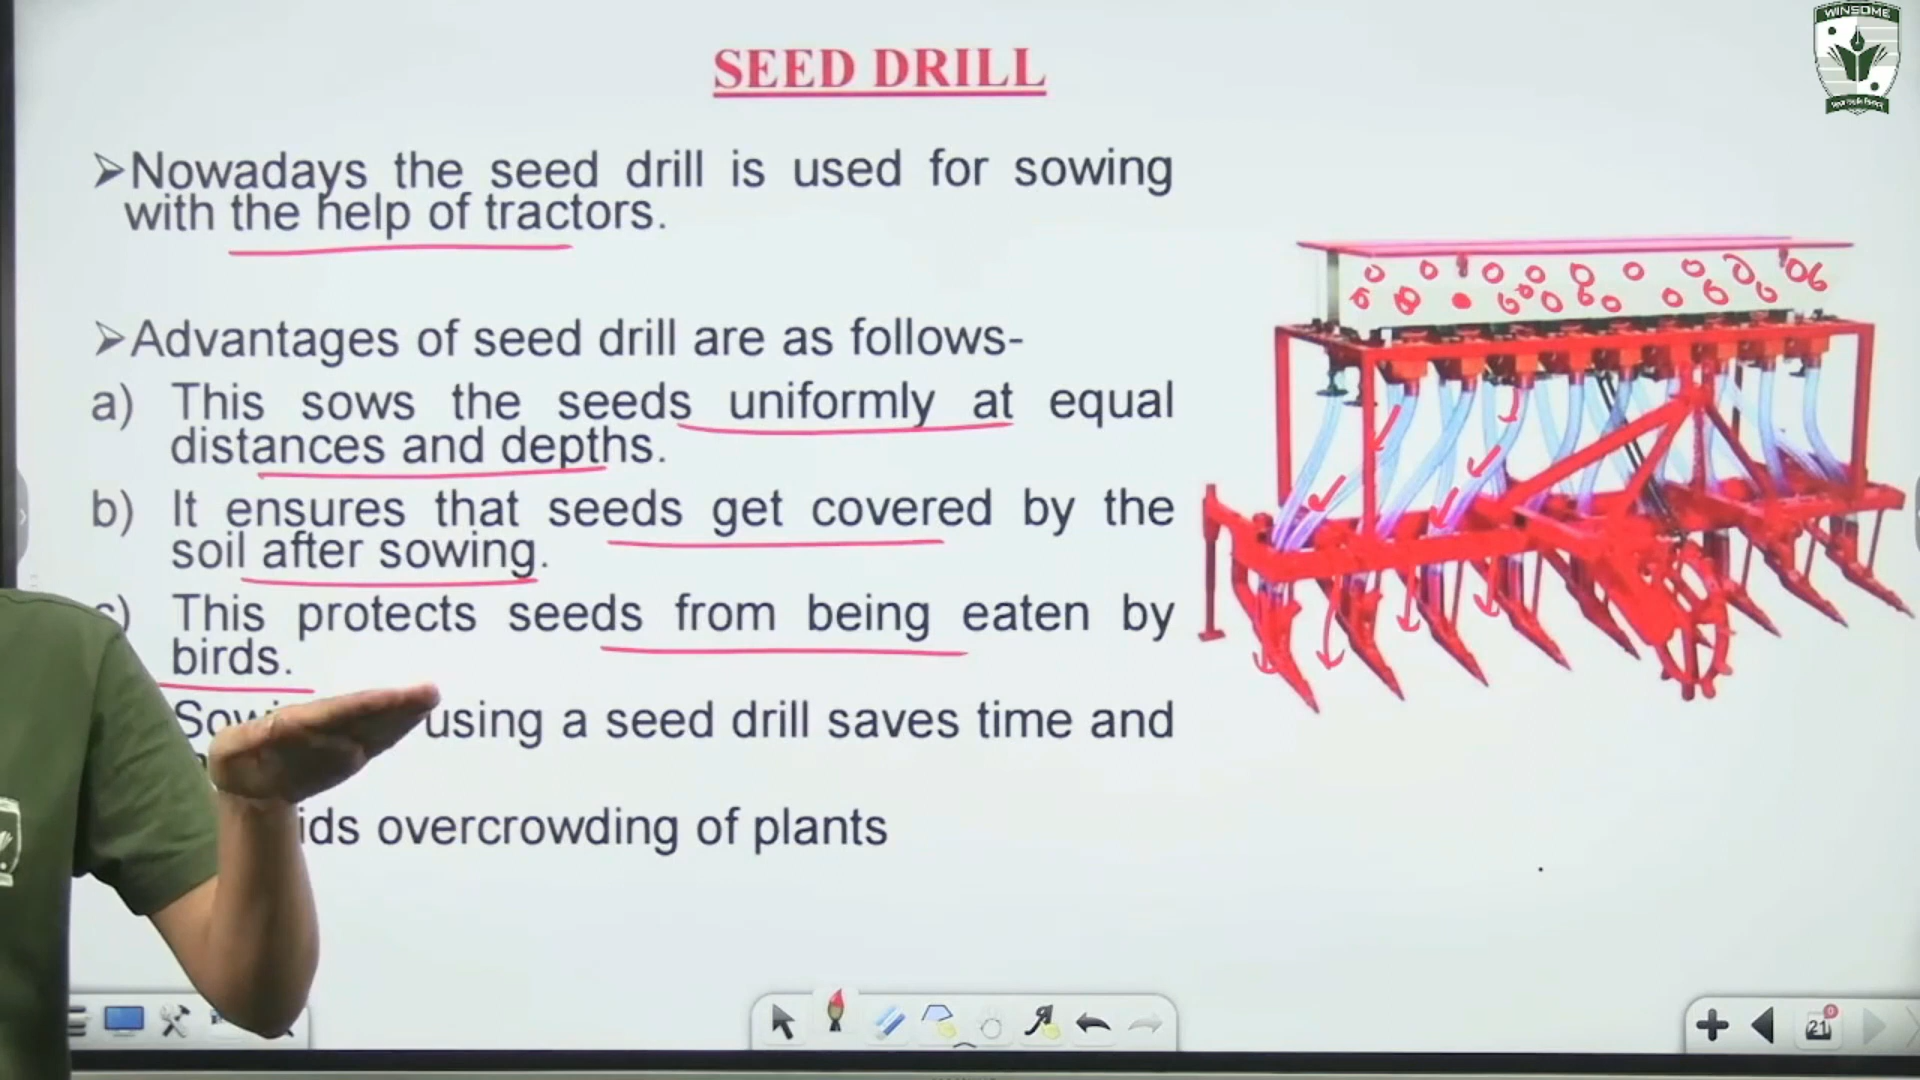 WINSOME
SEED DRILL
➢Nowadays the seed drill is used for sowing
with the help of tractors.
➢Advantages of seed drill are as follows-
a) This sows the seeds uniformly at equal
distances and depths.
b) It ensures that seeds get covered by the
soil after sowing.
c) This protects seeds from being eaten by
birds.
using a seed drill saves time and
overcrowding of plants
21